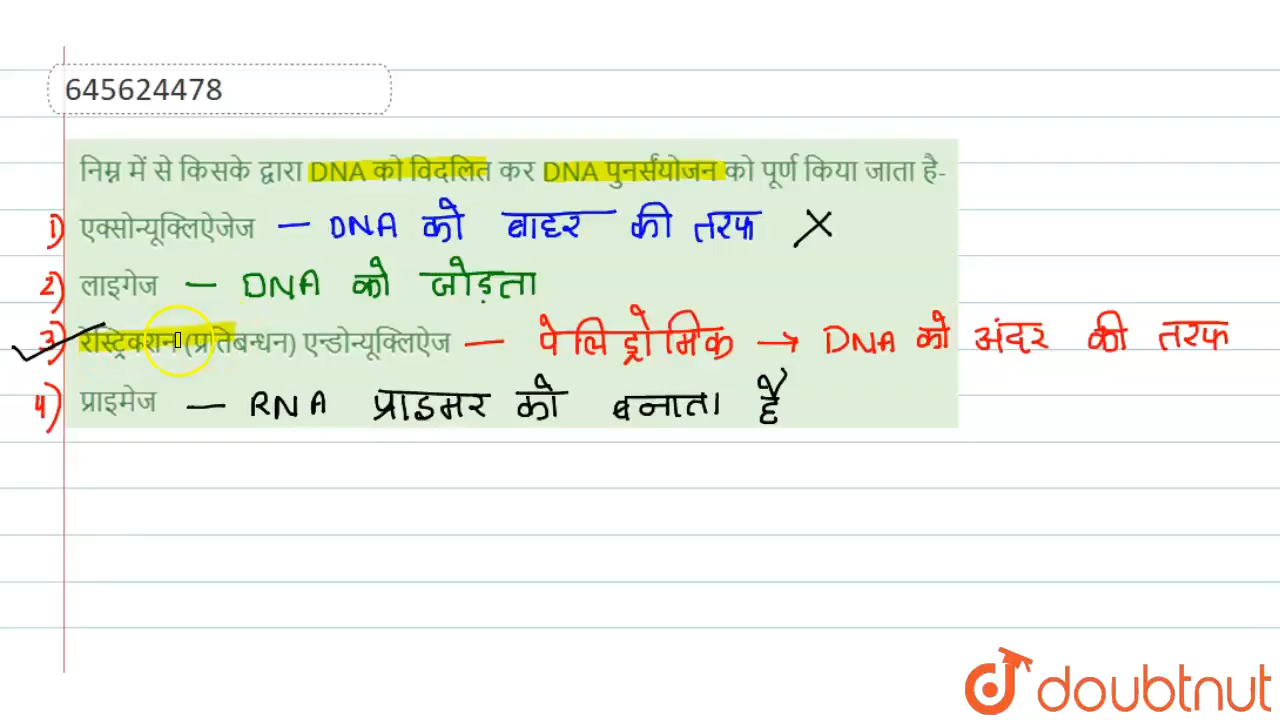 645624478
निम्न में से किसके द्वारा DNA को विदलित कर DNA पुनर्संयोजन को पूर्ण किया जाता है-
1) एक्सोन्यूक्लिऐजेज — DNA को बाहर की तरफ ✗
2) लाइगेज — DNA को जोड़ता
✓ 3) रेस्ट्रिक्शन (प्रतिबन्धन) एन्डोन्यूक्लिऐज — पेलिड्रोमिक → DNA को अंदर की तरफ
4) प्राइमेज — RNA प्राइमर को बनाता है
doubtnut